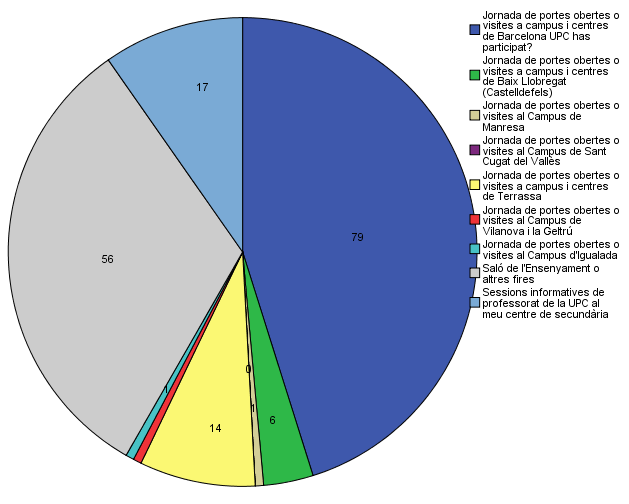 Jornada de portes obertes o
visites a campus i centres
de Barcelona UPC has
participat?
Jornada de portes obertes o
visites a campus i centres
de Baix Llobregat
(Castelldefels)
Jornada de portes obertes o
visites al Campus de
Manresa
Jornada de portes obertes o
visites al Campus de Sant
Cugat del Vallès
Jornada de portes obertes o
visites a campus i centres
de Terrassa
Jornada de portes obertes o
visites al Campus de
Vilanova i la Geltrú
Jornada de portes obertes o
visites al Campus d'Igualada
Saló de l'Ensenyament o
altres fires
Sessions informatives de
professorat de la UPC al
meu centre de secundària
17
79
56
0
1
1
6
14